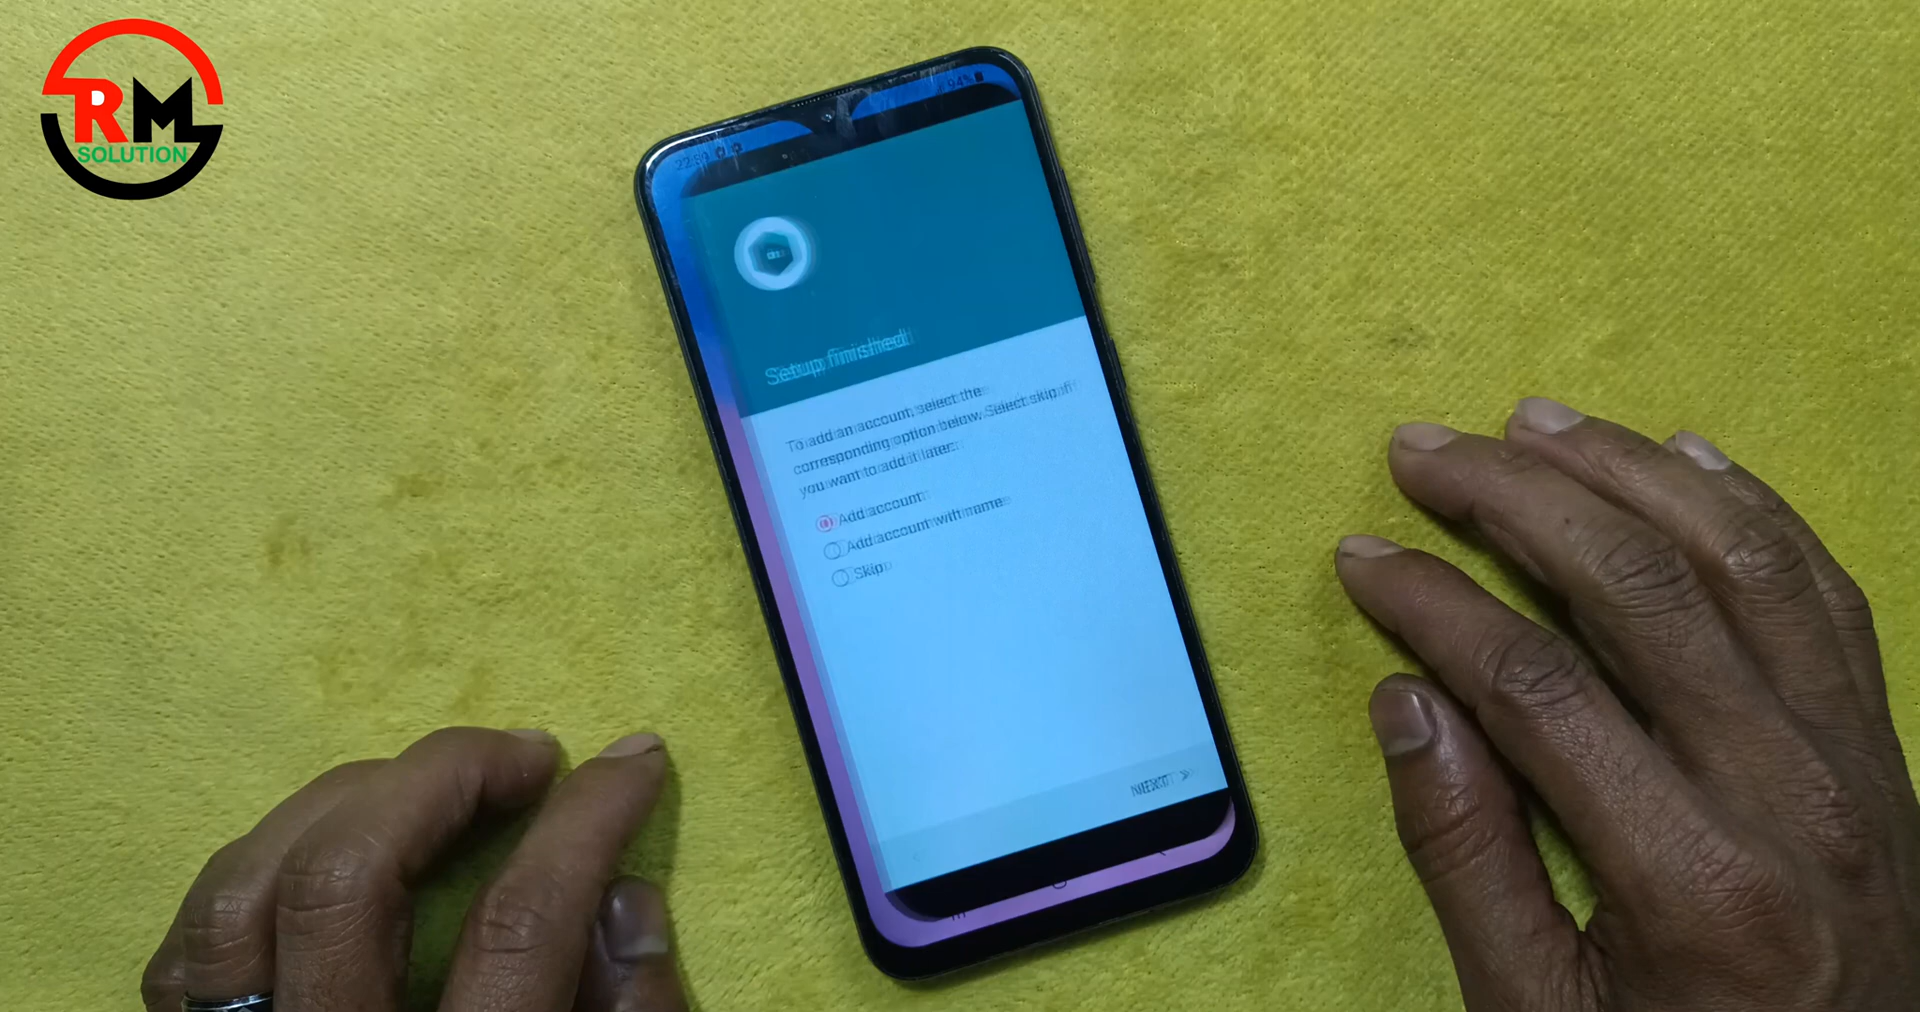 RM
SOLUTION
94%
Setup finished
To add an account, select the
corresponding option below. Select skip if
you want to add it later.
Add account
Add account with name
Skip
NEXT